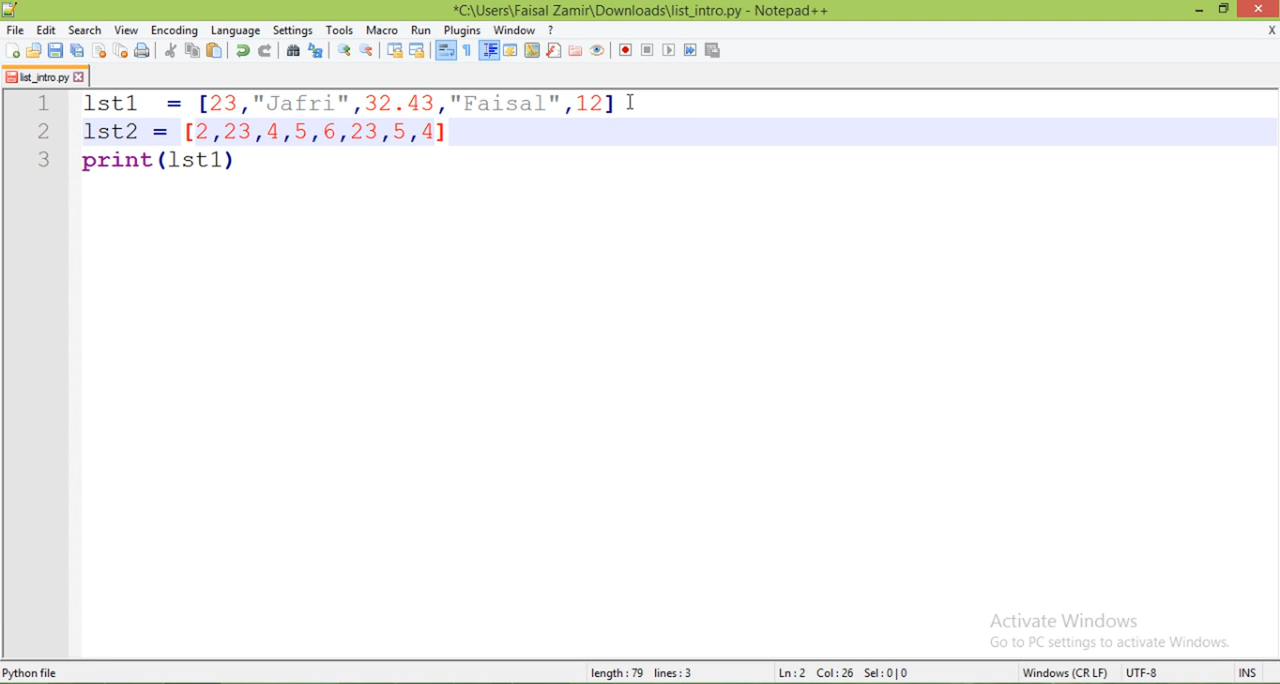 *C:\Users\Faisal Zamir\Downloads\list_intro.py - Notepad++
File Edit Search View Encoding Language Settings Tools Macro Run Plugins Window ? X
list_intro.py
1 lst1  = [23,"Jafri",32.43,"Faisal",12]
2 lst2 = [2,23,4,5,6,23,5,4]
3 print(lst1)
Activate Windows
Go to PC settings to activate Windows.
Python file length : 79 lines : 3 Ln : 2 Col : 26 Sel : 0 | 0 Windows (CR LF) UTF-8 INS